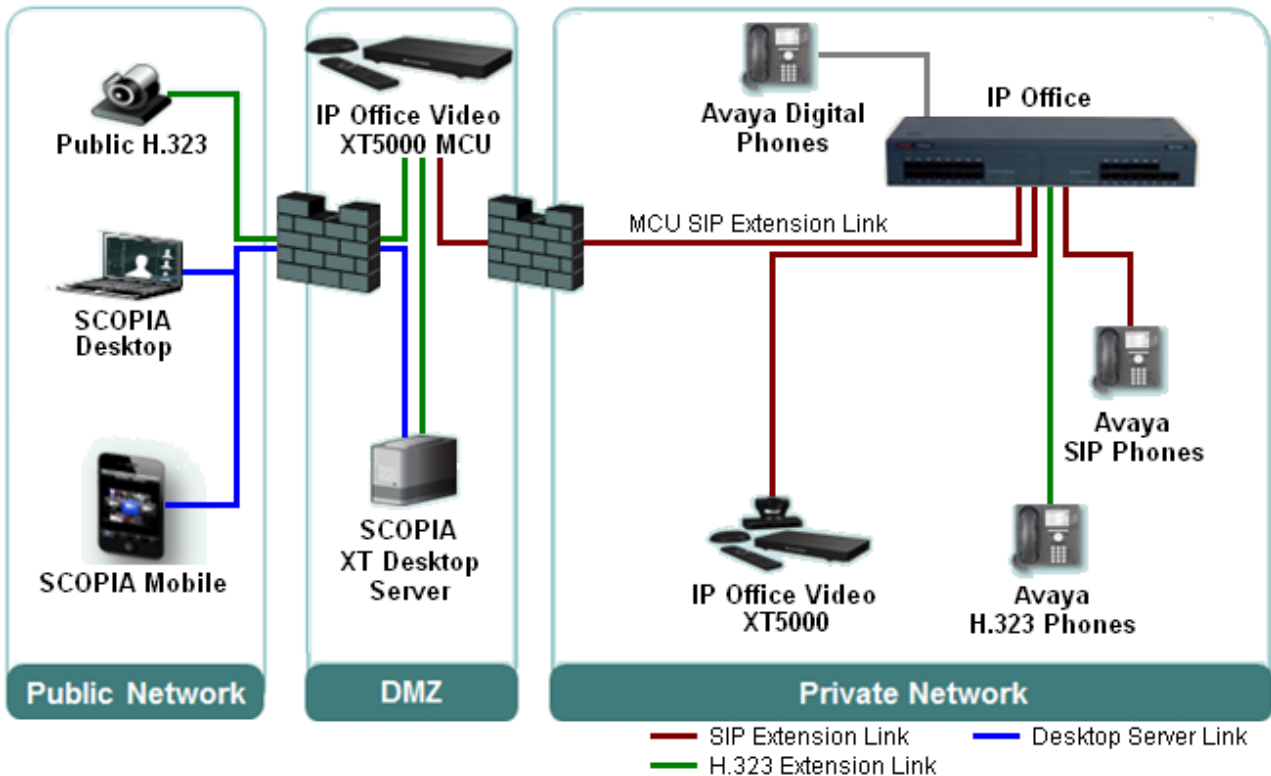 Public H.323
SCOPIA
Desktop
SCOPIA Mobile
Public Network
IP Office Video
XT5000 MCU
SCOPIA
XT Desktop
Server
DMZ
Avaya Digital
Phones
IP Office
MCU SIP Extension Link
Avaya
SIP Phones
IP Office Video
XT5000
Avaya
H.323 Phones
Private Network
SIP Extension Link
Desktop Server Link
H.323 Extension Link